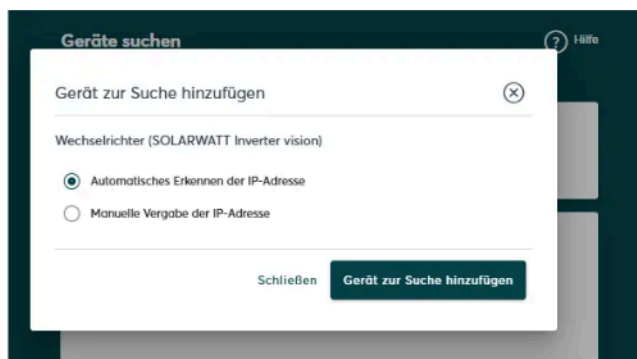 Geräte suchen
Hilfe
Gerät zur Suche hinzufügen
Wechselrichter (SOLARWATT Inverter vision)
Automatisches Erkennen der IP-Adresse
Manuelle Vergabe der IP-Adresse
Schließen
Gerät zur Suche hinzufügen